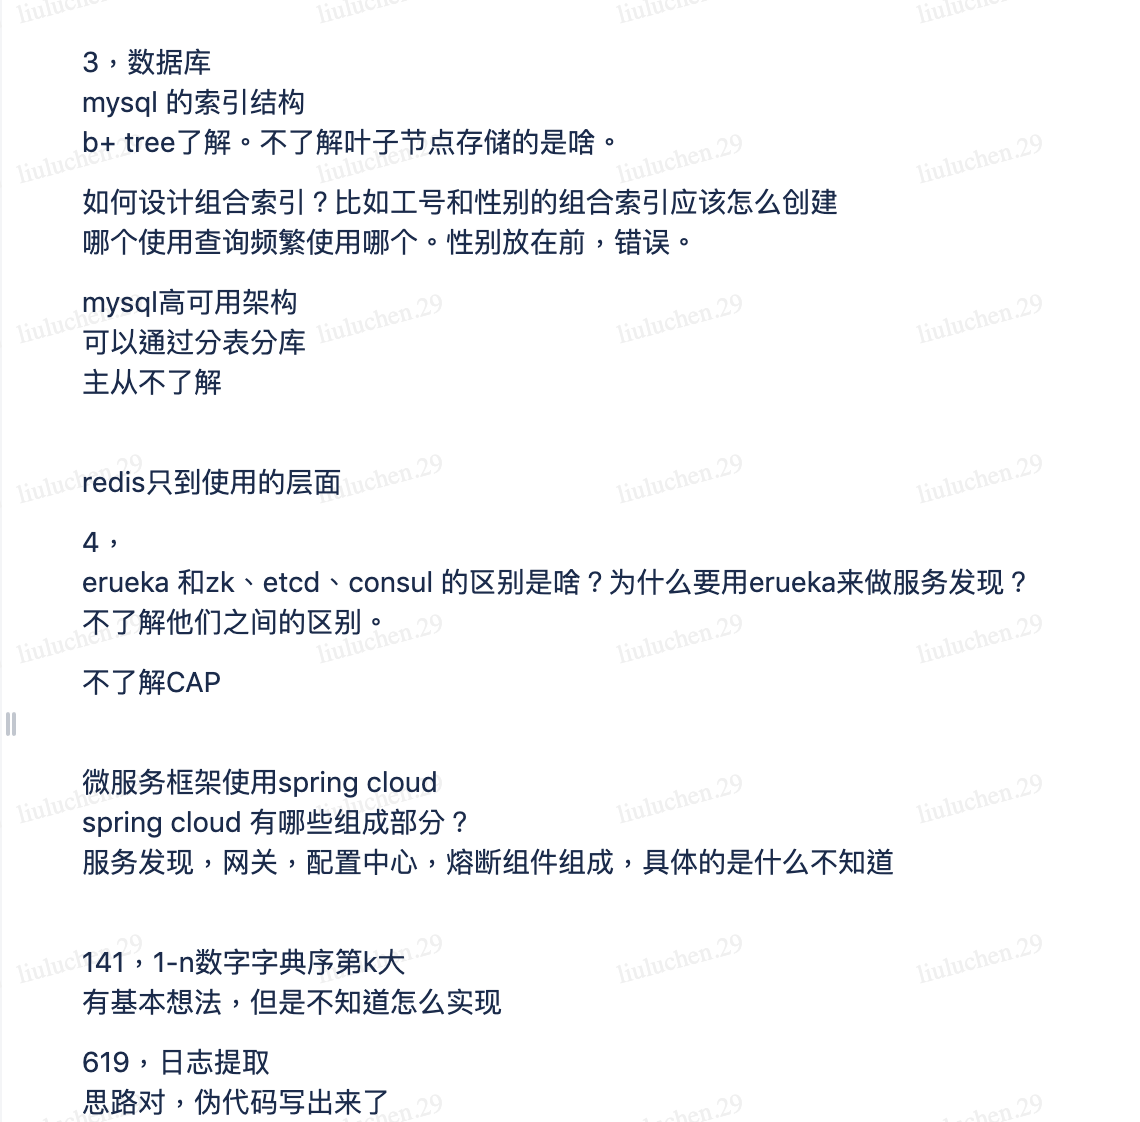 3，数据库
mysql 的索引结构
b+ tree了解。不了解叶子节点存储的是啥。
如何设计组合索引？比如工号和性别的组合索引应该怎么创建
哪个使用查询频繁使用哪个。性别放在前，错误。
mysql高可用架构
可以通过分表分库
主从不了解
redis只到使用的层面
4，
erueka 和zk、etcd、consul 的区别是啥？为什么要用erueka来做服务发现？
不了解他们之间的区别。
不了解CAP
微服务框架使用spring cloud
spring cloud 有哪些组成部分？
服务发现，网关，配置中心，熔断组件组成，具体的是什么不知道
141，1-n数字字典序第k大
有基本想法，但是不知道怎么实现
619，日志提取
思路对，伪代码写出来了
liuluchen.29